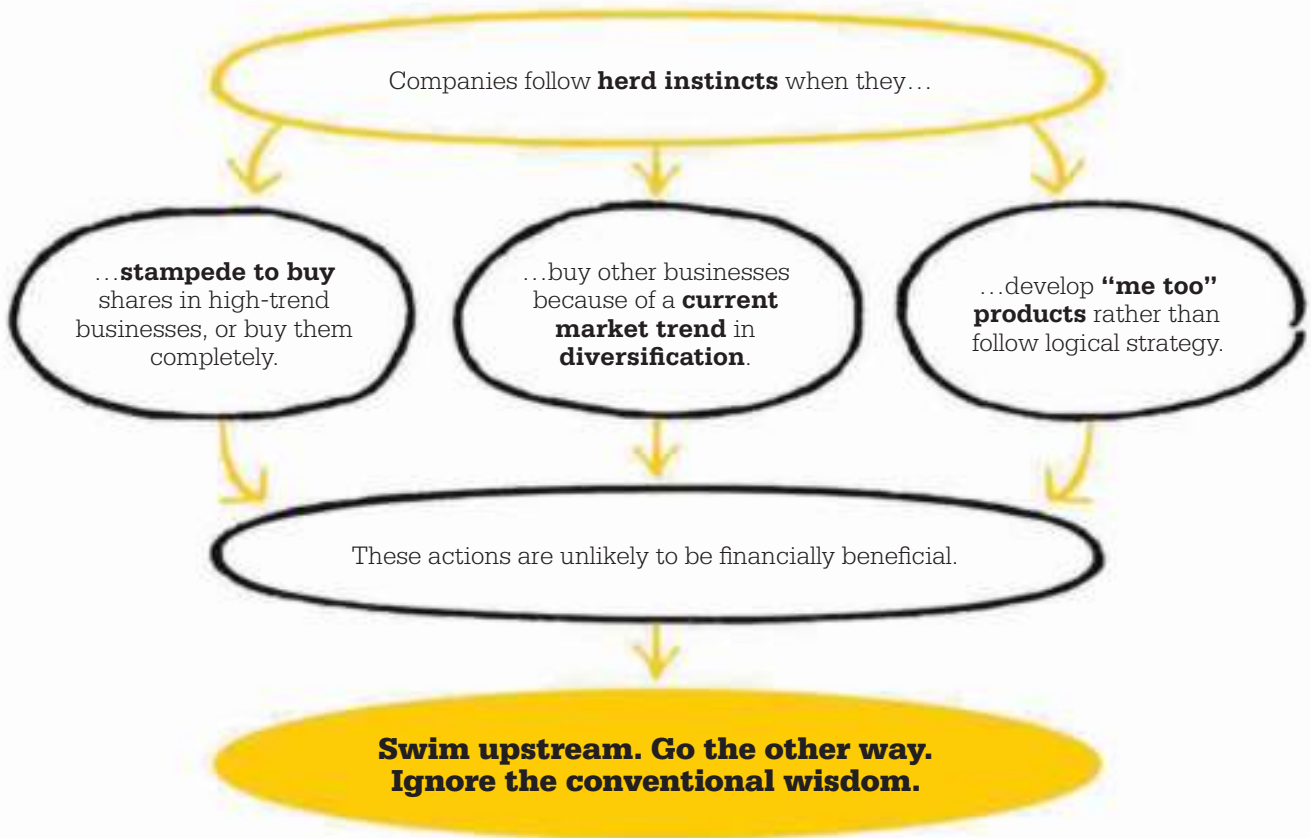 Companies follow herd instincts when they…
…stampede to buy
shares in high-trend
businesses, or buy them
completely.
…buy other businesses
because of a current
market trend in
diversification.
…develop “me too”
products rather than
follow logical strategy.
These actions are unlikely to be financially beneficial.
Swim upstream. Go the other way.
Ignore the conventional wisdom.